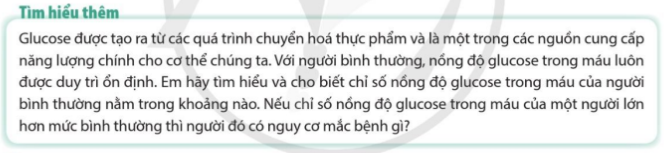 Tìm hiểu thêm
Glucose được tạo ra từ các quá trình chuyển hoá thực phẩm và là một trong các nguồn cung cấp
năng lượng chính cho cơ thể chúng ta. Với người bình thường, nồng độ glucose trong máu luôn
được duy trì ổn định. Em hãy tìm hiểu và cho biết chỉ số nồng độ glucose trong máu của người
bình thường nằm trong khoảng nào. Nếu chỉ số nồng độ glucose trong máu của một người lớn
hơn mức bình thường thì người đó có nguy cơ mắc bệnh gì?